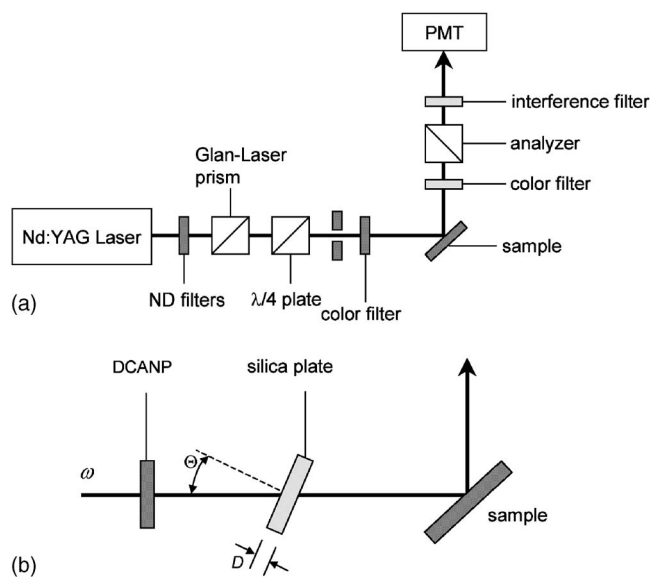 PMT
interference filter
analyzer
color filter
Glan-Laser
prism
Nd:YAG Laser
sample
ND filters
λ/4 plate
color filter
(a)
DCANP
silica plate
Θ
ω
sample
D
(b)